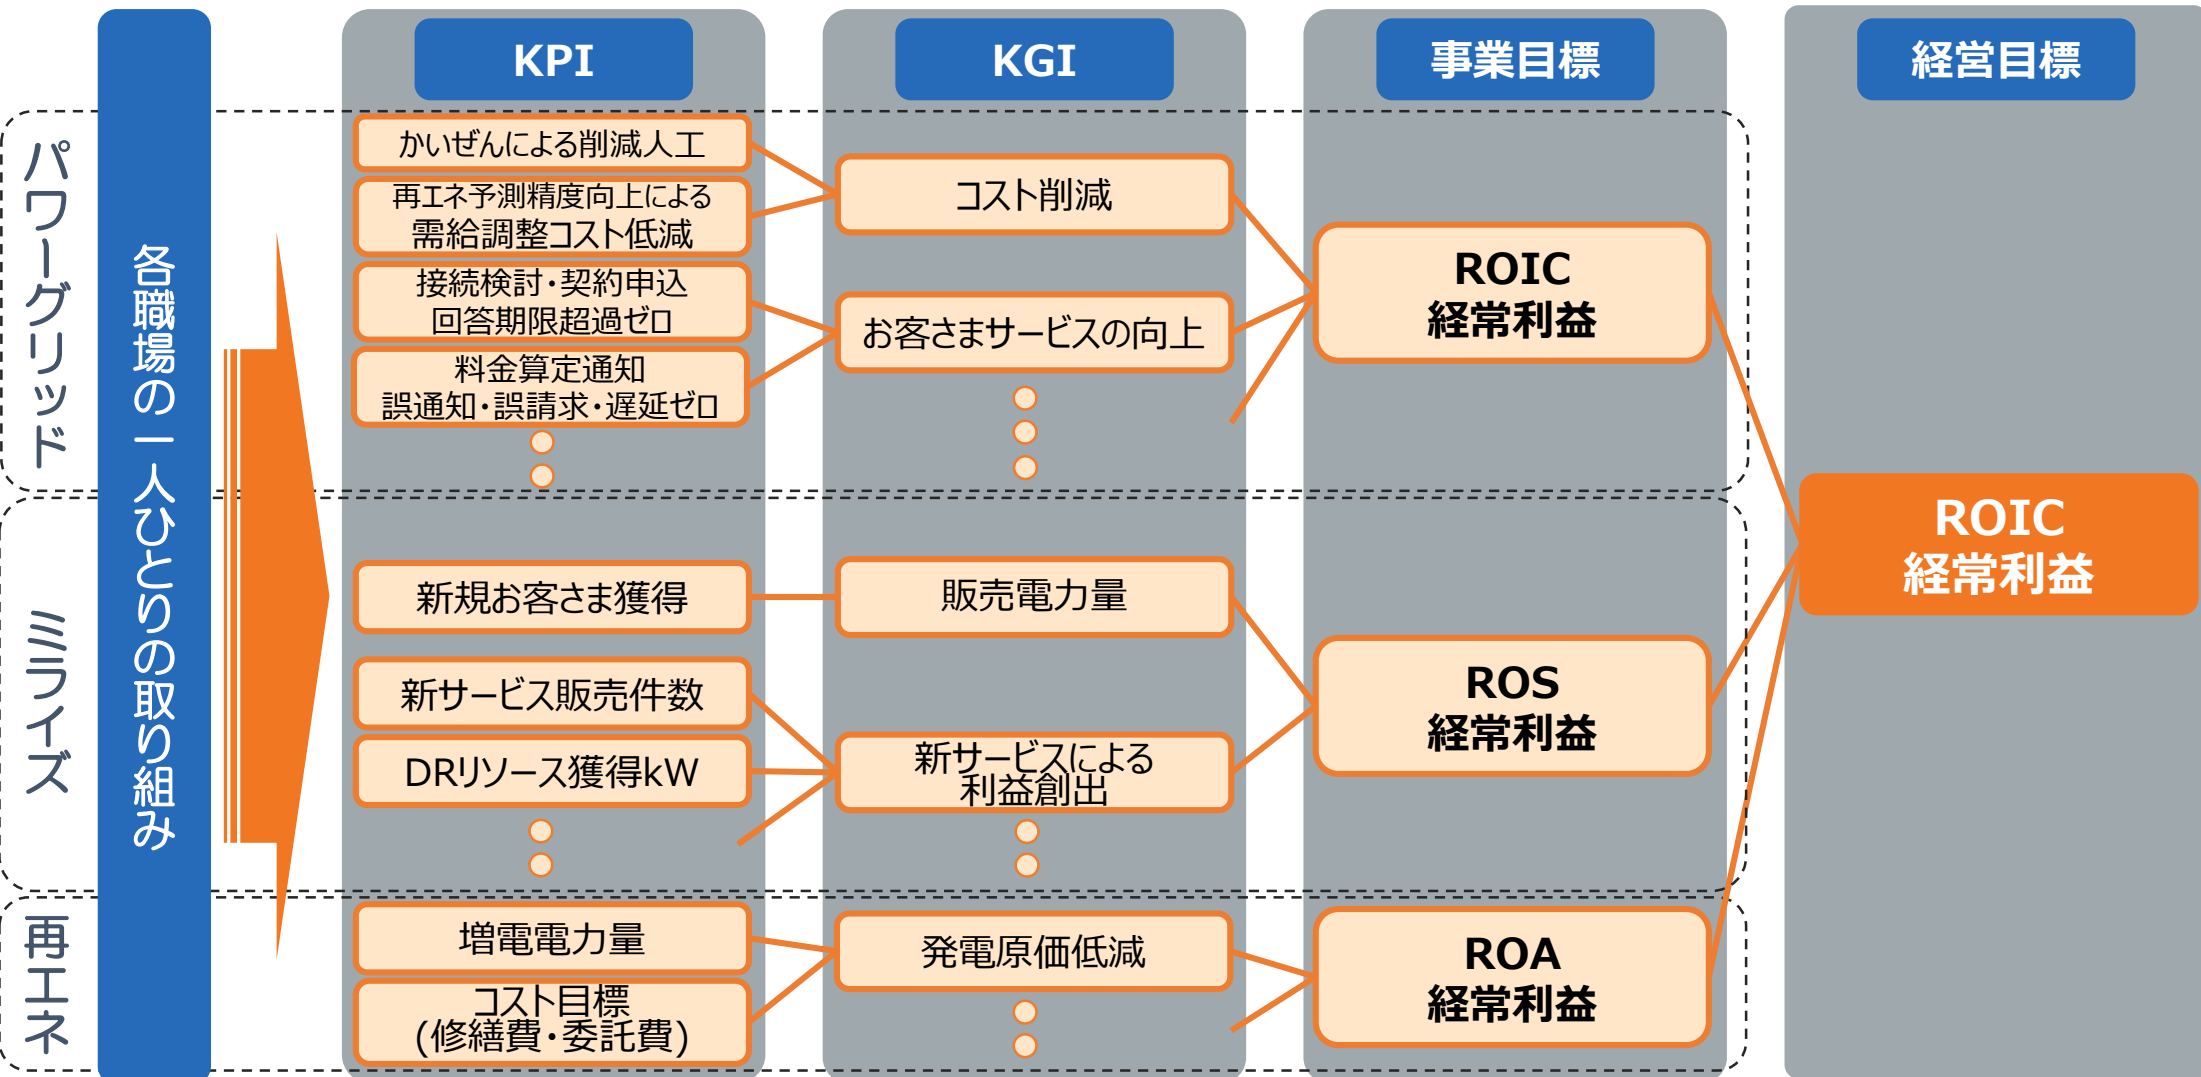 KPI
KGI
事業目標
経営目標
各職場の一人ひとりの取り組み
パワーグリッド
かいぜんによる削減人工
再エネ予測精度向上による
需給調整コスト低減
接続検討・契約申込
回答期限超過ゼロ
料金算定通知
誤通知・誤請求・遅延ゼロ
コスト削減
お客さまサービスの向上
ROIC
経常利益
ミライズ
新規お客さま獲得
新サービス販売件数
DRリソース獲得kW
販売電力量
新サービスによる
利益創出
ROS
経常利益
再エネ
増電電力量
コスト目標
(修繕費・委託費)
発電原価低減
ROA
経常利益
ROIC
経常利益